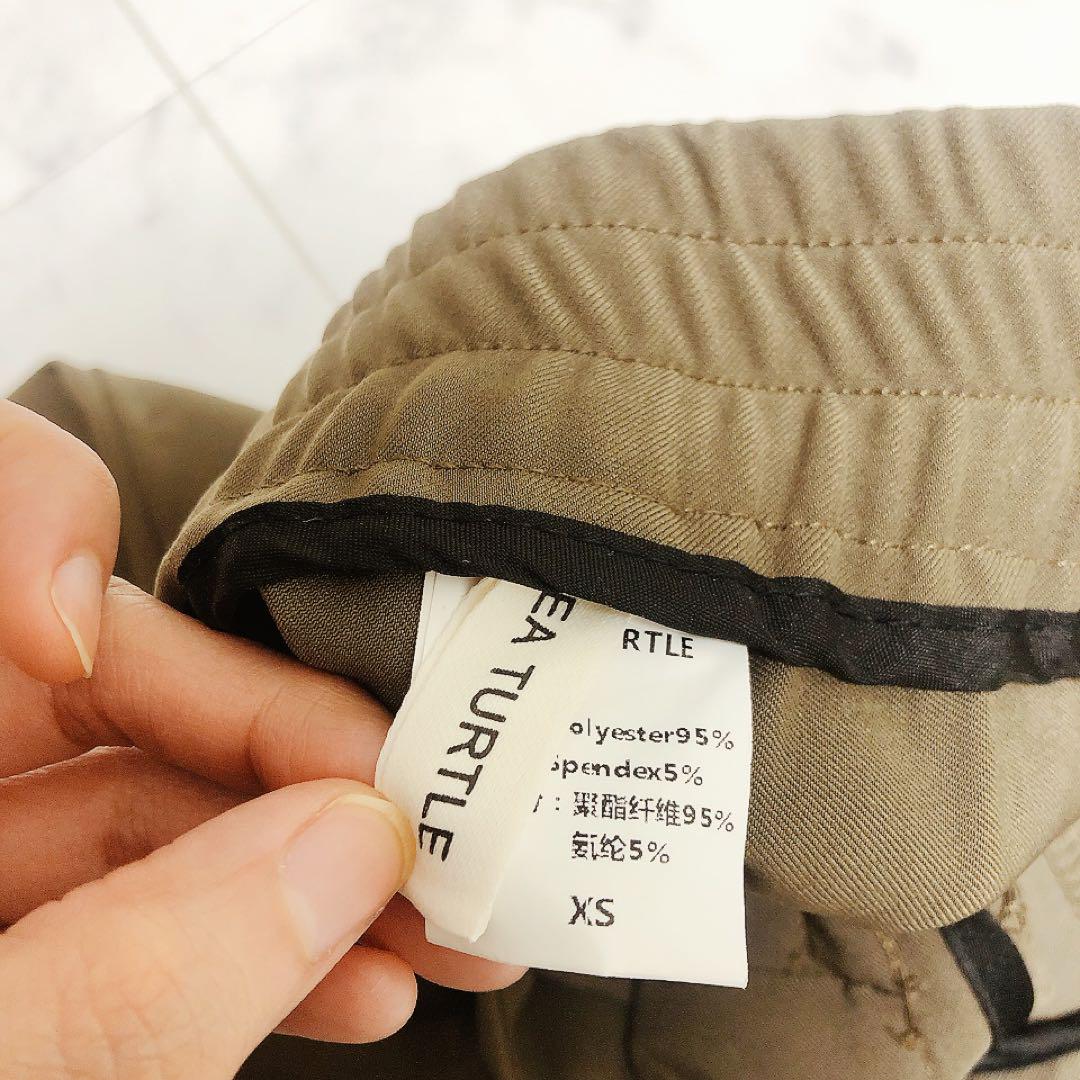 EA TURTLE
RTLE
olyester95%
Spendex5%
：聚酯纤维95%
氨纶5%
XS